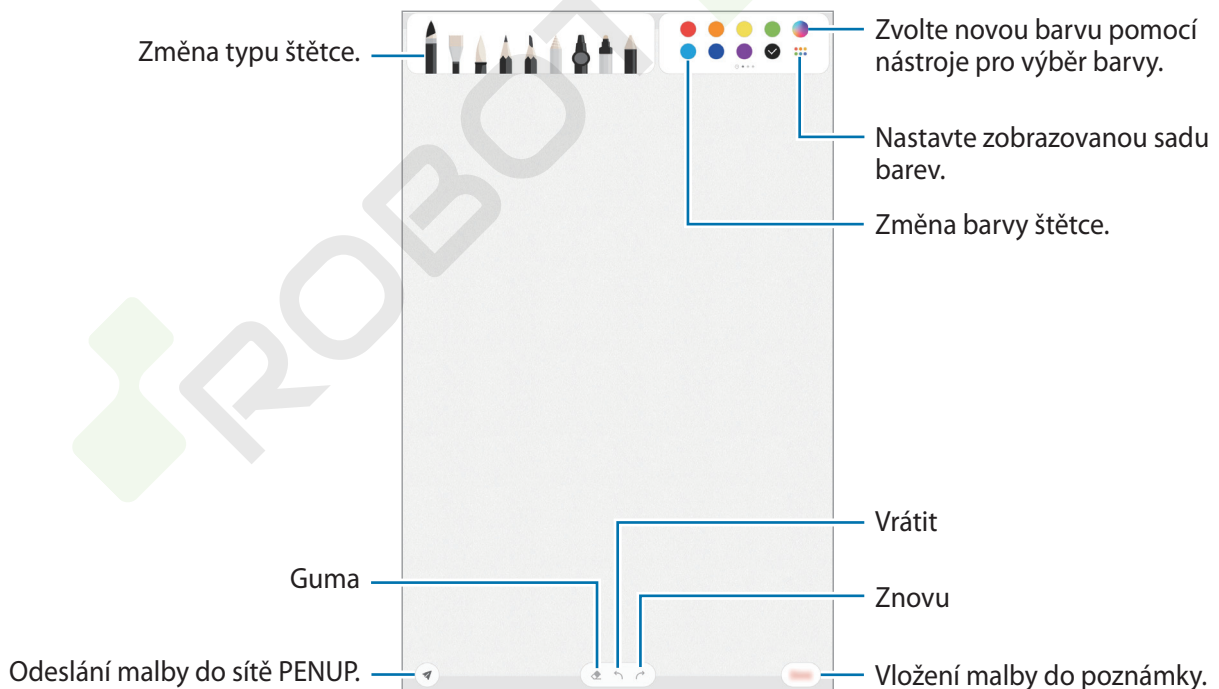 Změna typu štětce.
Zvolte novou barvu pomocí
nástroje pro výběr barvy.
Nastavte zobrazovanou sadu
barev.
Změna barvy štětce.
Vrátit
Guma
Znovu
Odeslání malby do sítě PENUP.
Vložení malby do poznámky.